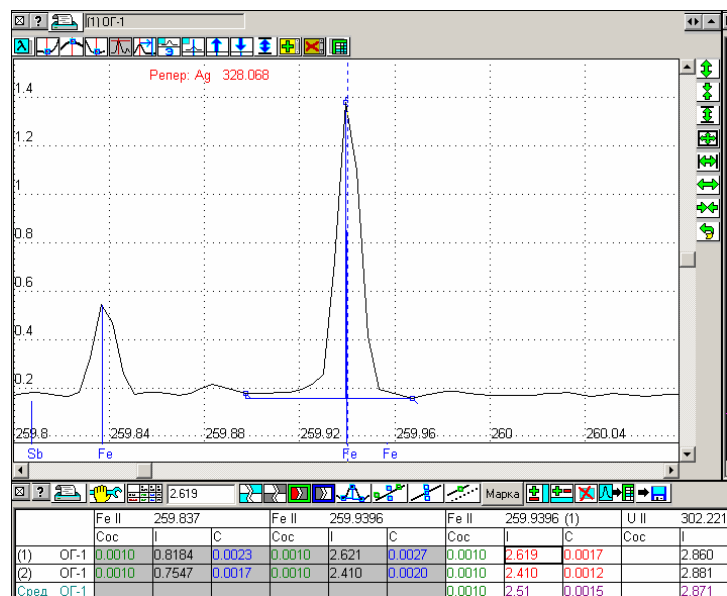 (1) ОГ-1
Репер: Ag 328.068
1.4
1.2
1
0.8
0.6
0.4
0.2
259.8 259.84 259.88 259.92 259.96 260 260.04
Sb Fe Fe Fe
2.619 Марка
Fe II 259.837 Fe II 259.9396 Fe II 259.9396 (1) U II 302.221
Сос I C Сос I C Сос I C Сос I
(1) ОГ-1 0.0010 0.8184 0.0023 0.0010 2.621 0.0027 0.0010 2.619 0.0017 2.860
(2) ОГ-1 0.0010 0.7547 0.0017 0.0010 2.410 0.0020 0.0010 2.410 0.0012 2.881
Сред ОГ-1 0.0010 2.51 0.0015 2.871